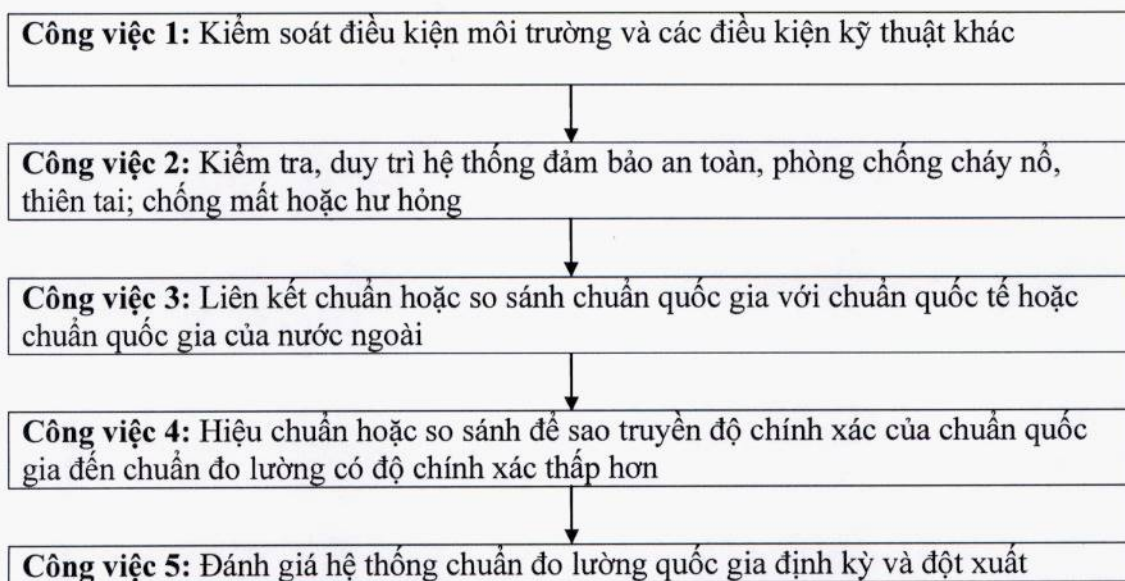 Công việc 1: Kiểm soát điều kiện môi trường và các điều kiện kỹ thuật khác
Công việc 2: Kiểm tra, duy trì hệ thống đảm bảo an toàn, phòng chống cháy nổ,
thiên tai; chống mất hoặc hư hỏng
Công việc 3: Liên kết chuẩn hoặc so sánh chuẩn quốc gia với chuẩn quốc tế hoặc
chuẩn quốc gia của nước ngoài
Công việc 4: Hiệu chuẩn hoặc so sánh để sao truyền độ chính xác của chuẩn quốc
gia đến chuẩn đo lường có độ chính xác thấp hơn
Công việc 5: Đánh giá hệ thống chuẩn đo lường quốc gia định kỳ và đột xuất